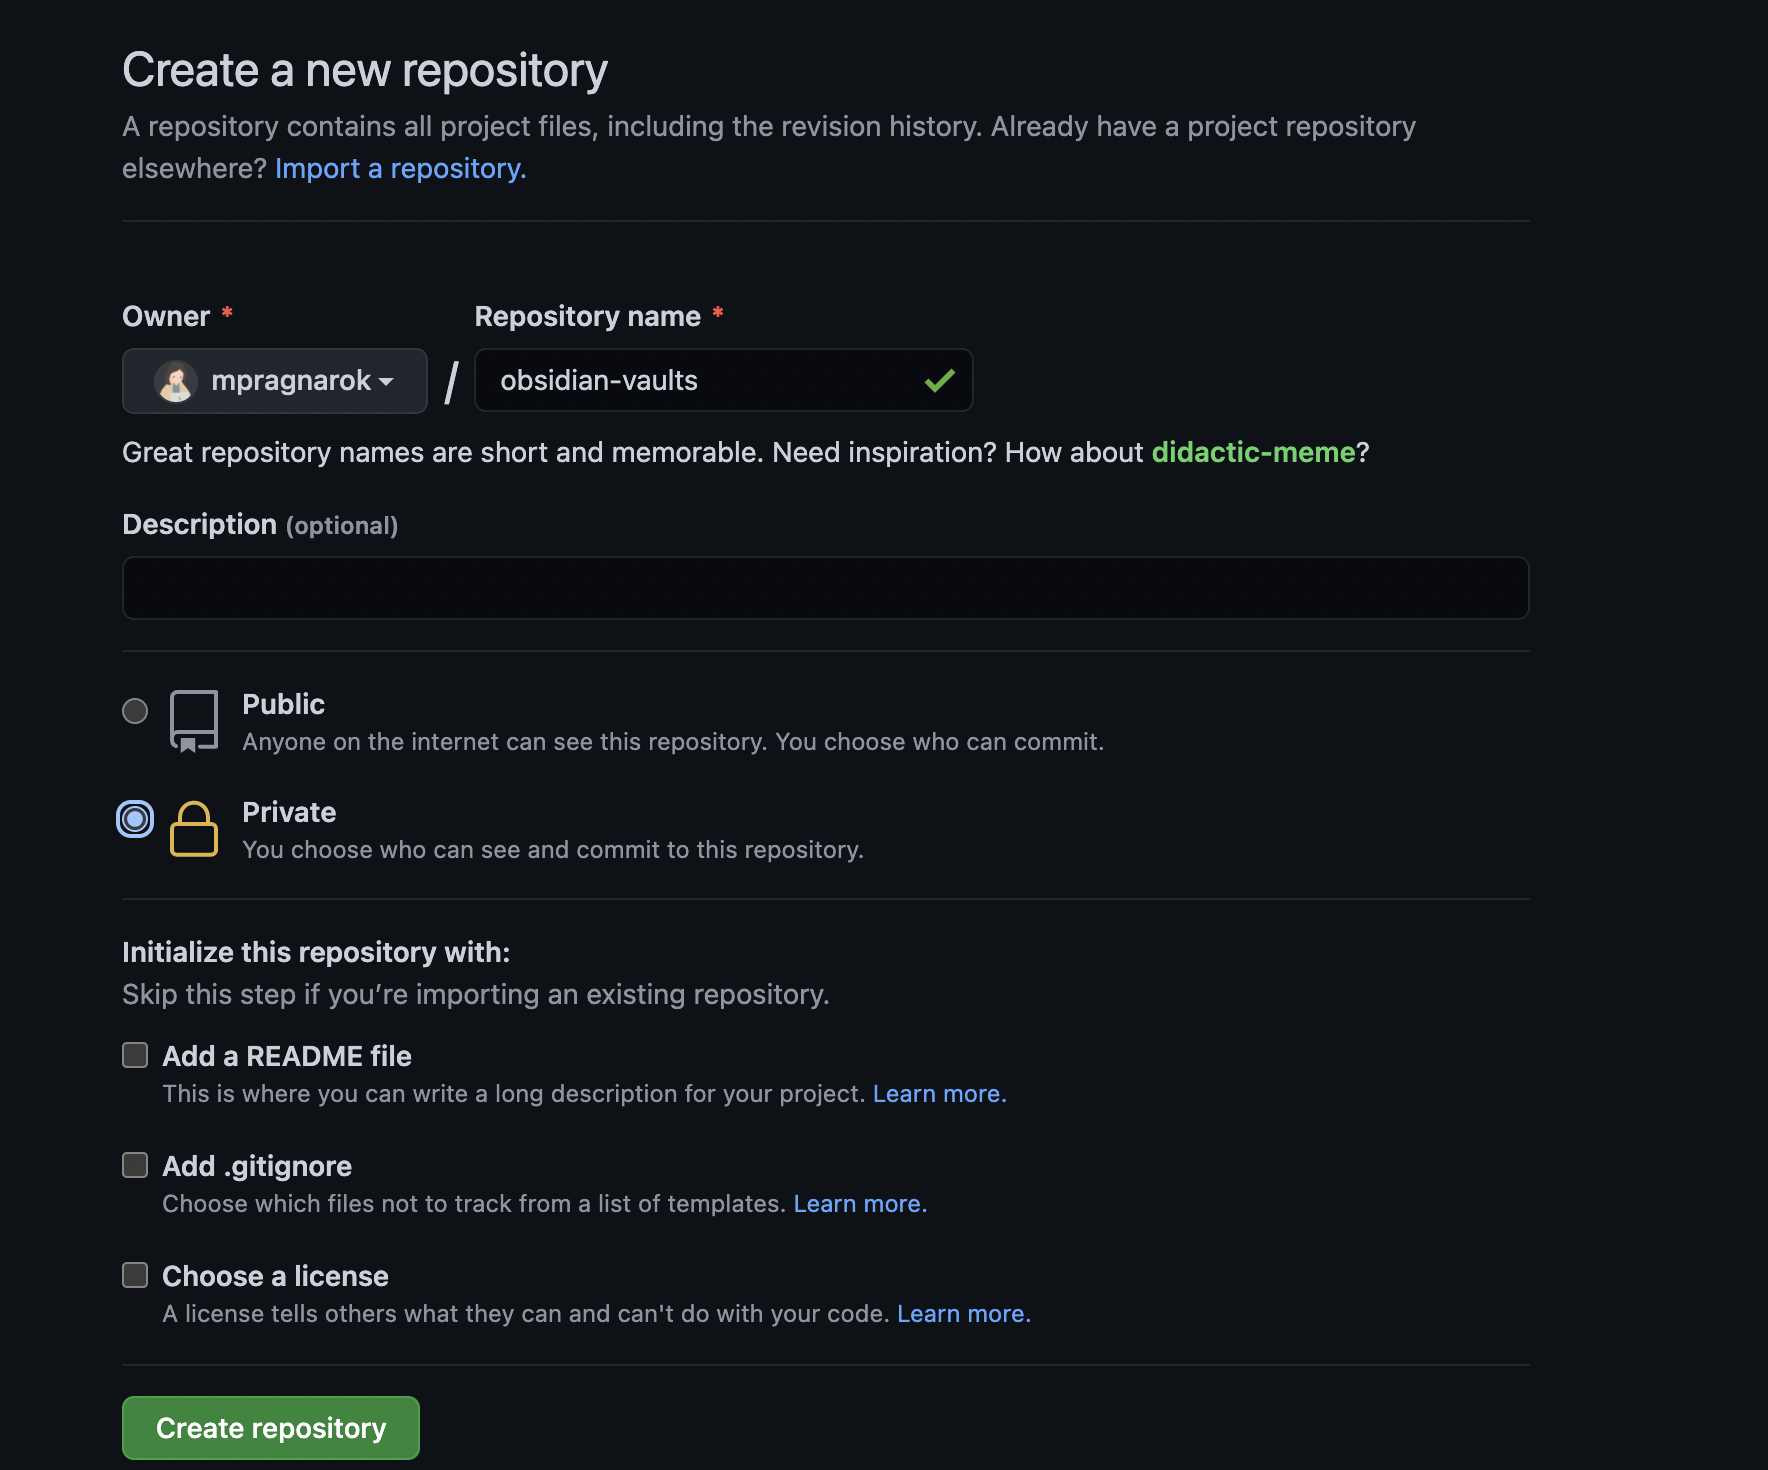 Create a new repository
A repository contains all project files, including the revision history. Already have a project repository
elsewhere? Import a repository.
Owner * Repository name *
mpragnarok / obsidian-vaults
Great repository names are short and memorable. Need inspiration? How about didactic-meme?
Description (optional)
Public
Anyone on the internet can see this repository. You choose who can commit.
Private
You choose who can see and commit to this repository.
Initialize this repository with:
Skip this step if you’re importing an existing repository.
Add a README file
This is where you can write a long description for your project. Learn more.
Add .gitignore
Choose which files not to track from a list of templates. Learn more.
Choose a license
A license tells others what they can and can't do with your code. Learn more.
Create repository